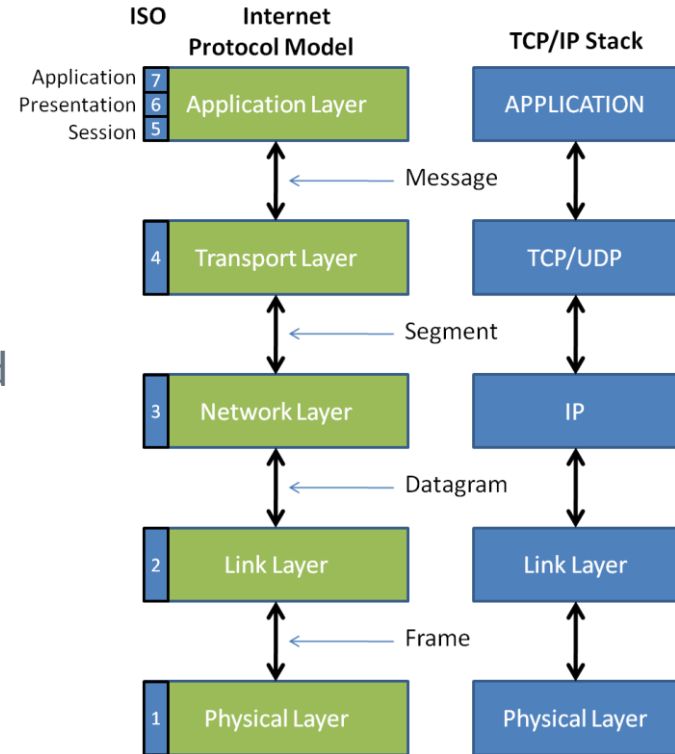 ISO
Internet
Protocol Model
TCP/IP Stack
Application 7
Presentation 6
Session 5
Application Layer
APPLICATION
Message
4
Transport Layer
TCP/UDP
Segment
3
Network Layer
IP
Datagram
2
Link Layer
Link Layer
Frame
1
Physical Layer
Physical Layer